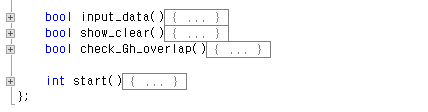 bool input_data(){ ... }
bool show_clear(){ ... }
bool check_Gh_overlap(){ ... }
int start(){ ... }
};